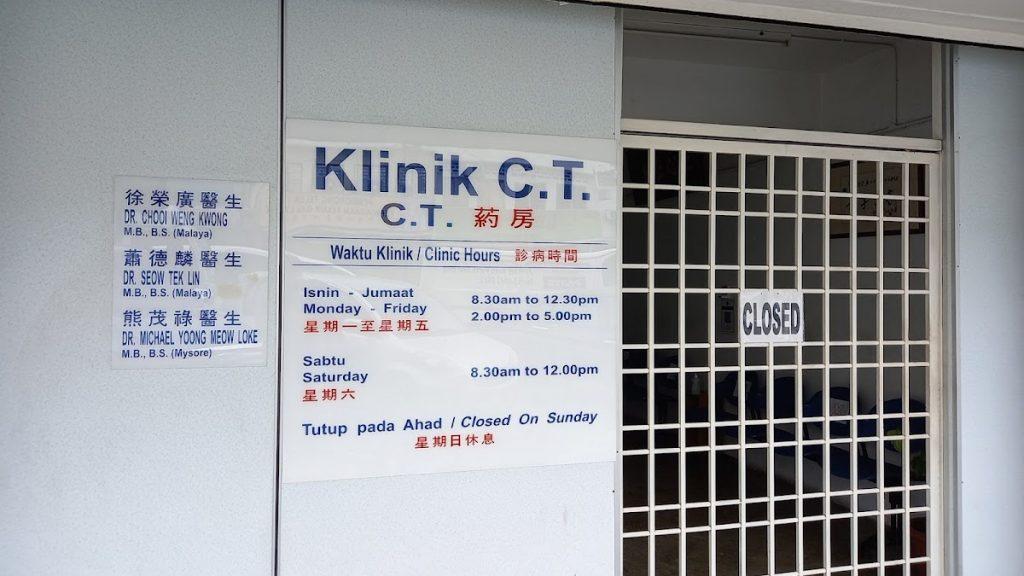 徐榮廣醫生
DR. CHOOI WENG KWONG
M.B., B.S. (Malaya)
蕭德麟醫生
DR. SEOW TEK LIN
M.B., B.S. (Malaya)
熊茂祿醫生
DR. MICHAEL YOONG MEOW LOKE
M.B., B.S. (Mysore)
Klinik C.T.
C.T. 葯房
Waktu Klinik / Clinic Hours 診病時間
Isnin - Jumaat 8.30am to 12.30pm
Monday - Friday 2.00pm to 5.00pm
星期一至星期五
Sabtu
Saturday 8.30am to 12.00pm
星期六
Tutup pada Ahad / Closed On Sunday
星期日休息
CLOSED